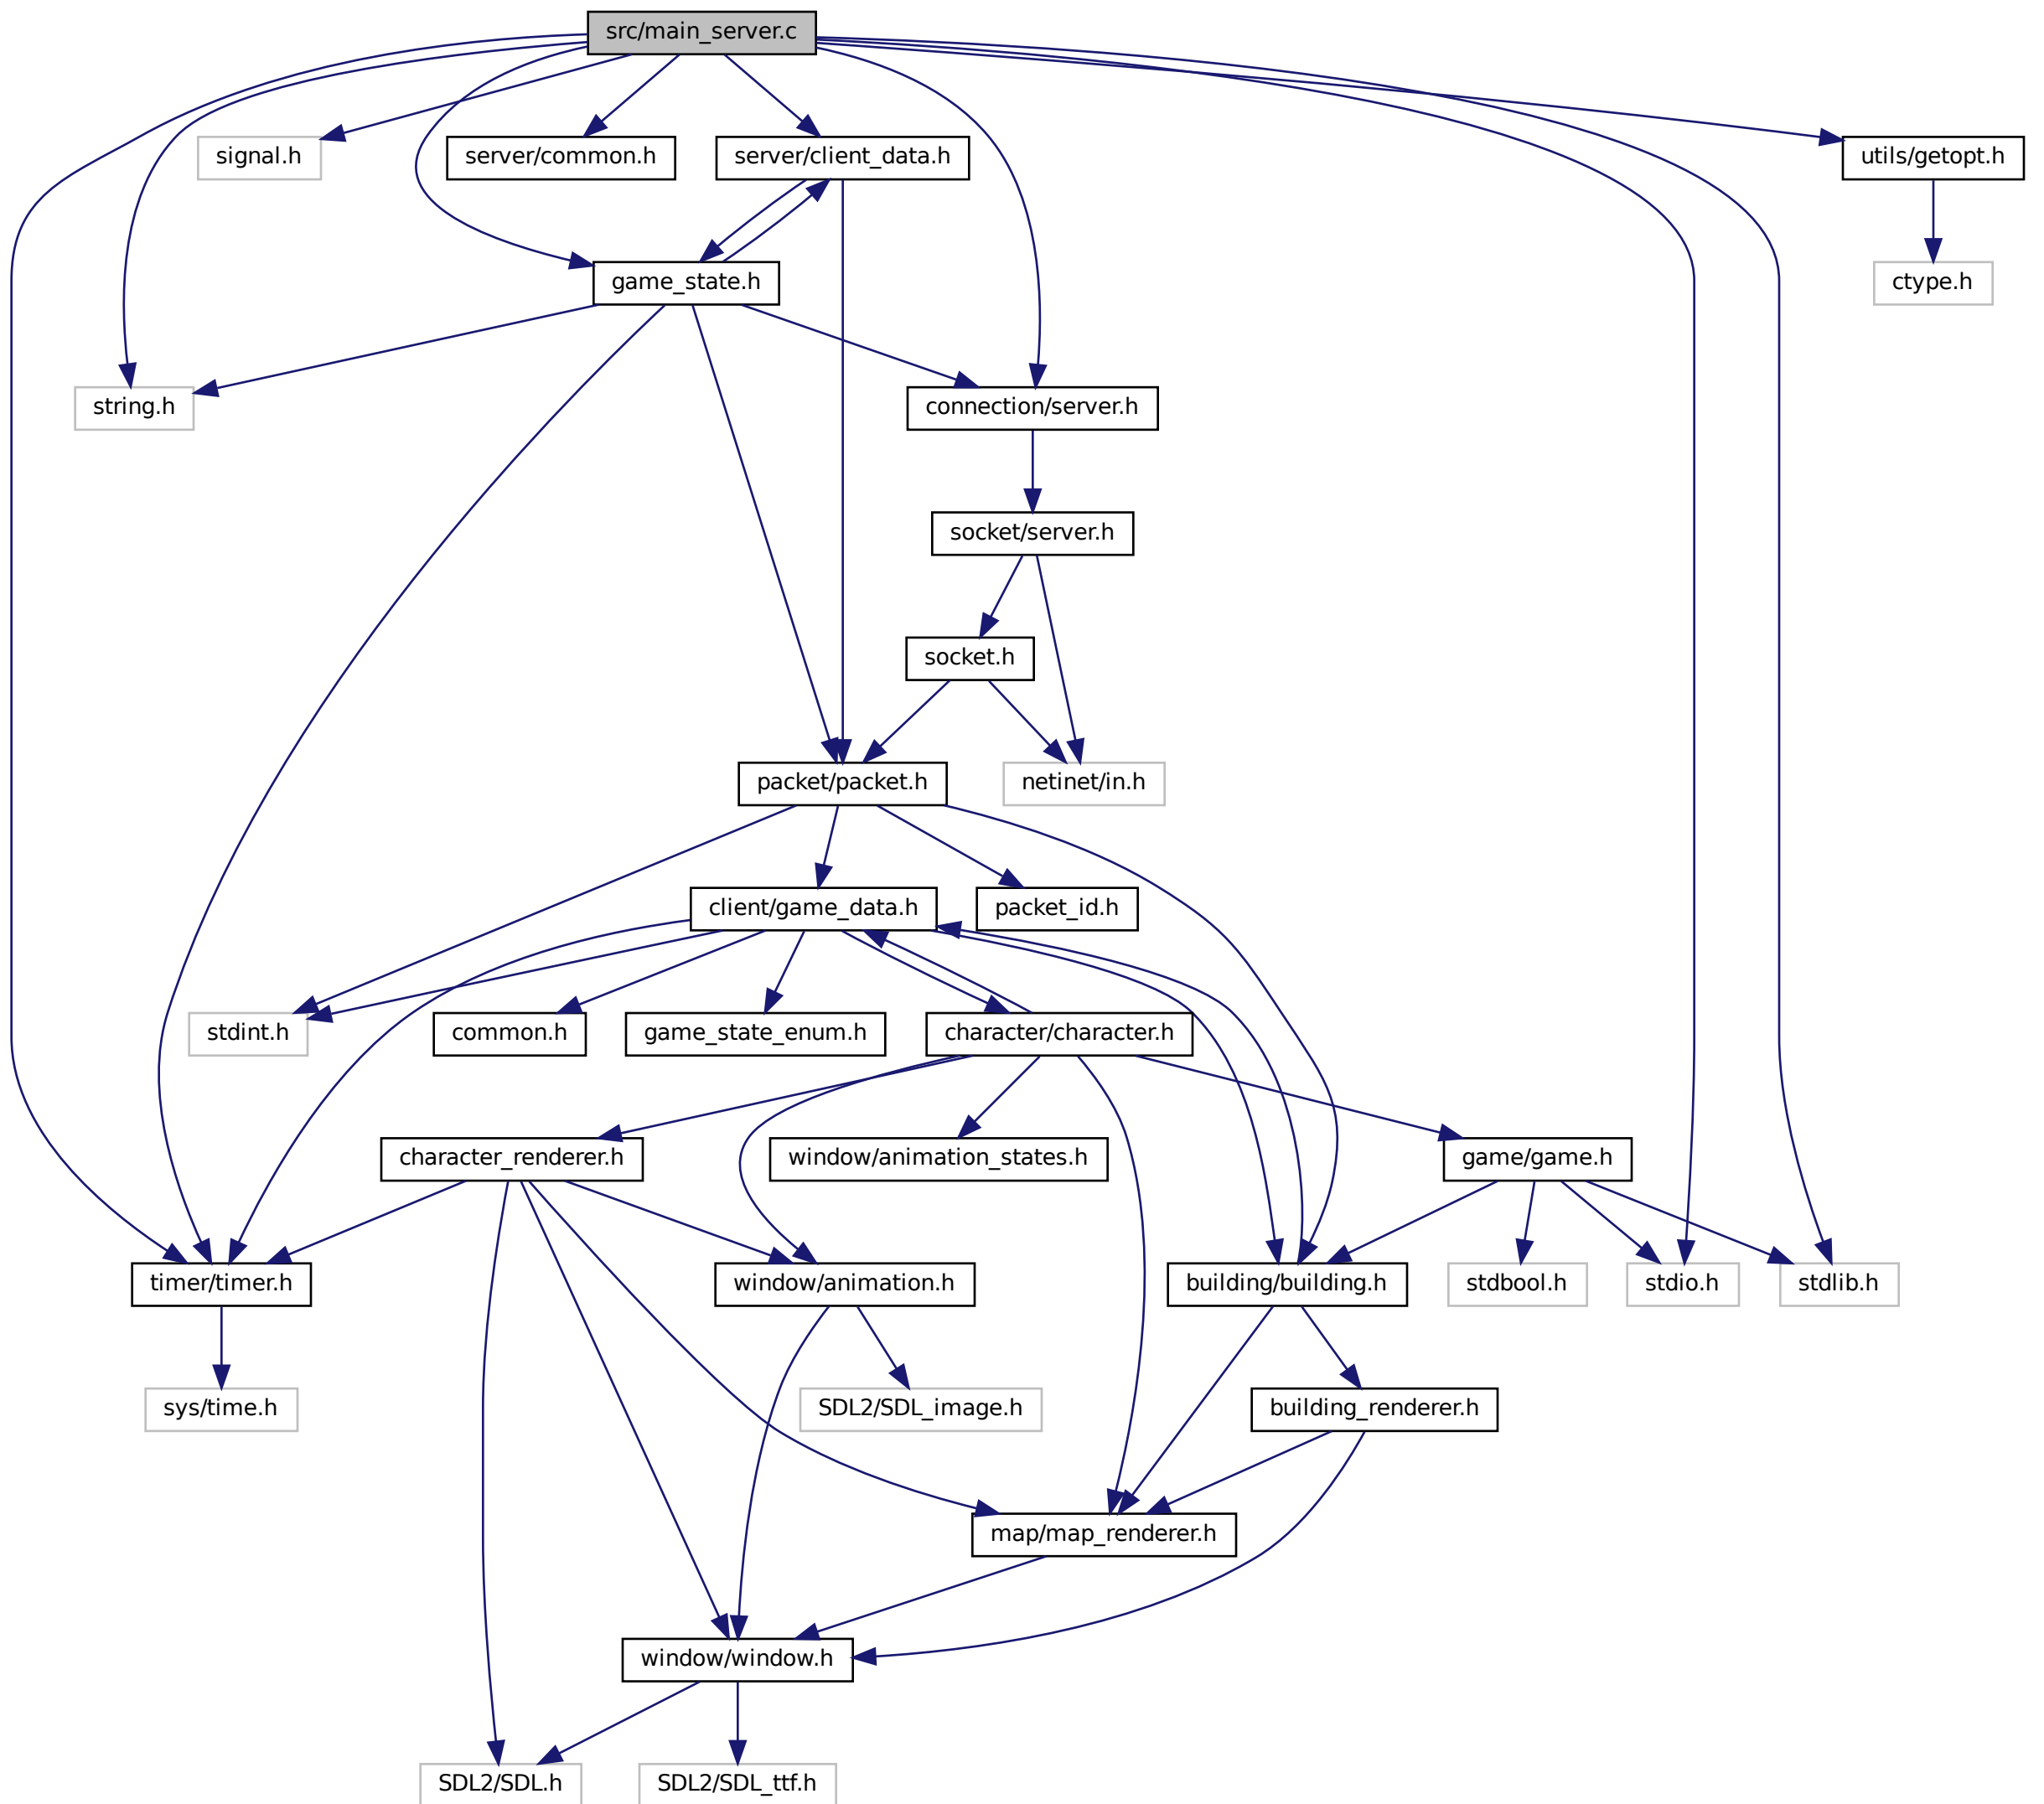 src/main_server.c
signal.h
server/common.h
server/client_data.h
utils/getopt.h
game_state.h
ctype.h
string.h
connection/server.h
socket/server.h
socket.h
packet/packet.h
netinet/in.h
client/game_data.h
packet_id.h
stdint.h
common.h
game_state_enum.h
character/character.h
character_renderer.h
window/animation_states.h
game/game.h
timer/timer.h
window/animation.h
building/building.h
stdbool.h
stdio.h
stdlib.h
sys/time.h
SDL2/SDL_image.h
building_renderer.h
map/map_renderer.h
window/window.h
SDL2/SDL.h
SDL2/SDL_ttf.h